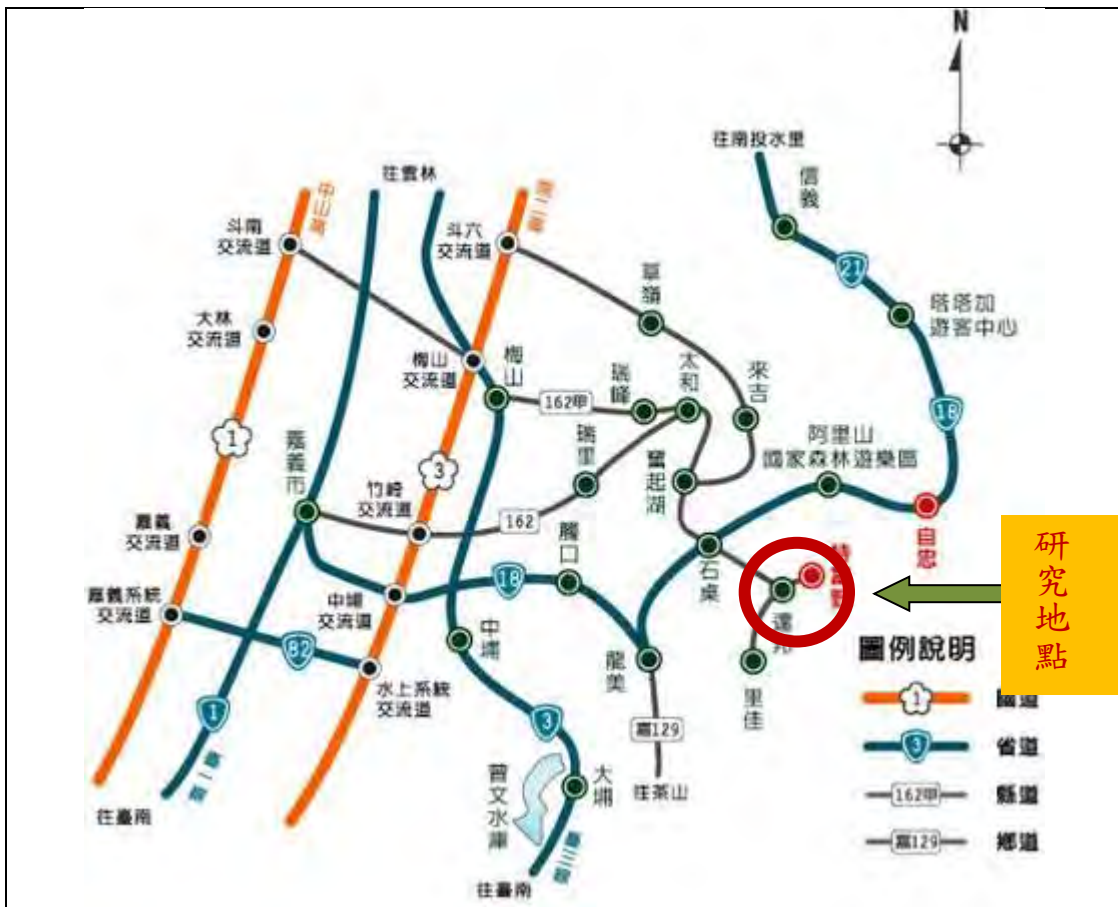 N
往南投水里
信義
21
塔塔加
遊客中心
18
往雲林
斗南
交流道
斗六
交流道
大林
交流道
草嶺
梅山
交流道
梅山
162甲
瑞峰
太和
來吉
阿里山
國家森林遊樂區
1
嘉義市
3
瑞里
奮起湖
竹崎
交流道
162
自忠
嘉義
交流道
觸口
石桌
研究地點
嘉義系統
交流道
中埔
交流道
18
達邦
82
中埔
龍美
里佳
圖例說明
水上系統
交流道
1
國道
1
3
嘉129
3
省道
曾文水庫
大埔
往茶山
162甲
縣道
往臺南
嘉129
鄉道
往臺南